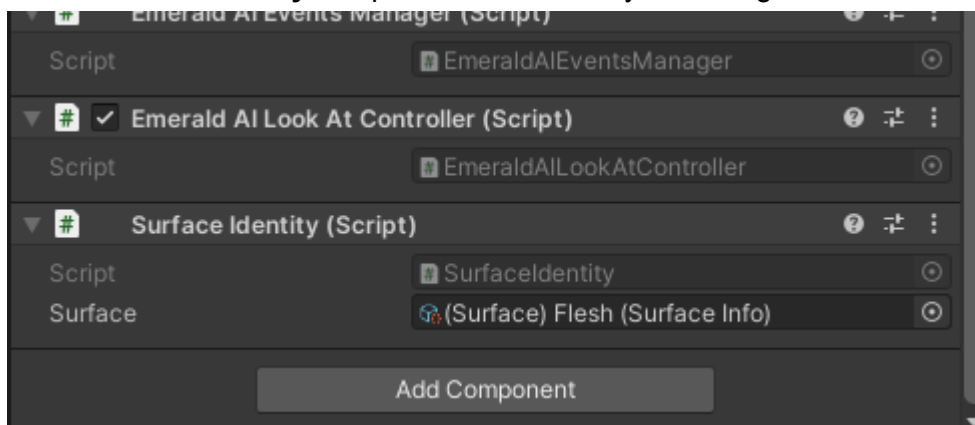 Emerald AI Events Manager (Script)
Script EmeraldAIEventsManager
Emerald AI Look At Controller (Script)
Script EmeraldAILookAtController
Surface Identity (Script)
Script SurfaceIdentity
Surface (Surface) Flesh (Surface Info)
Add Component